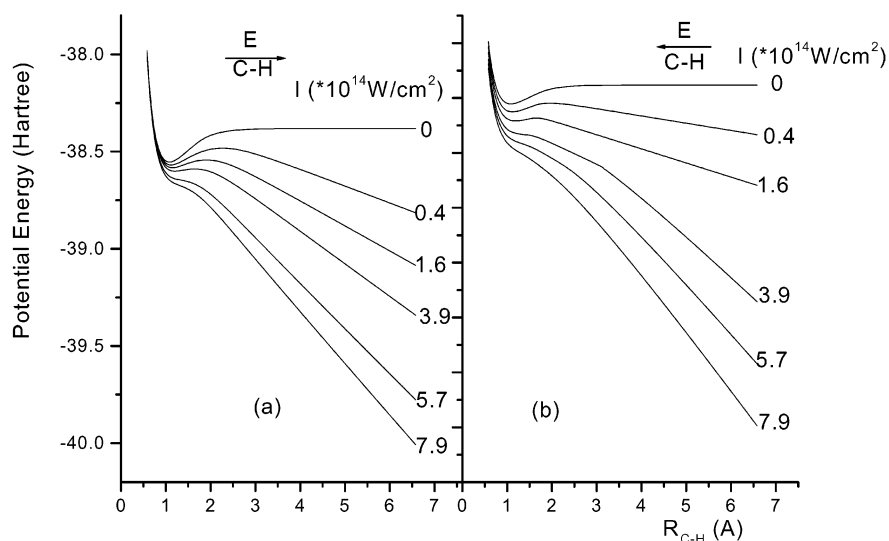 E
C-H
I (*10^14 W/cm^2)
0
0.4
1.6
3.9
5.7
7.9
(a)
E
C-H
I (*10^14 W/cm^2)
0
0.4
1.6
3.9
5.7
7.9
(b)
Potential Energy (Hartree)
-38.0
-38.5
-39.0
-39.5
-40.0
0 1 2 3 4 5 6 7
0 1 2 3 4 5 6 7
R_C-H (A)